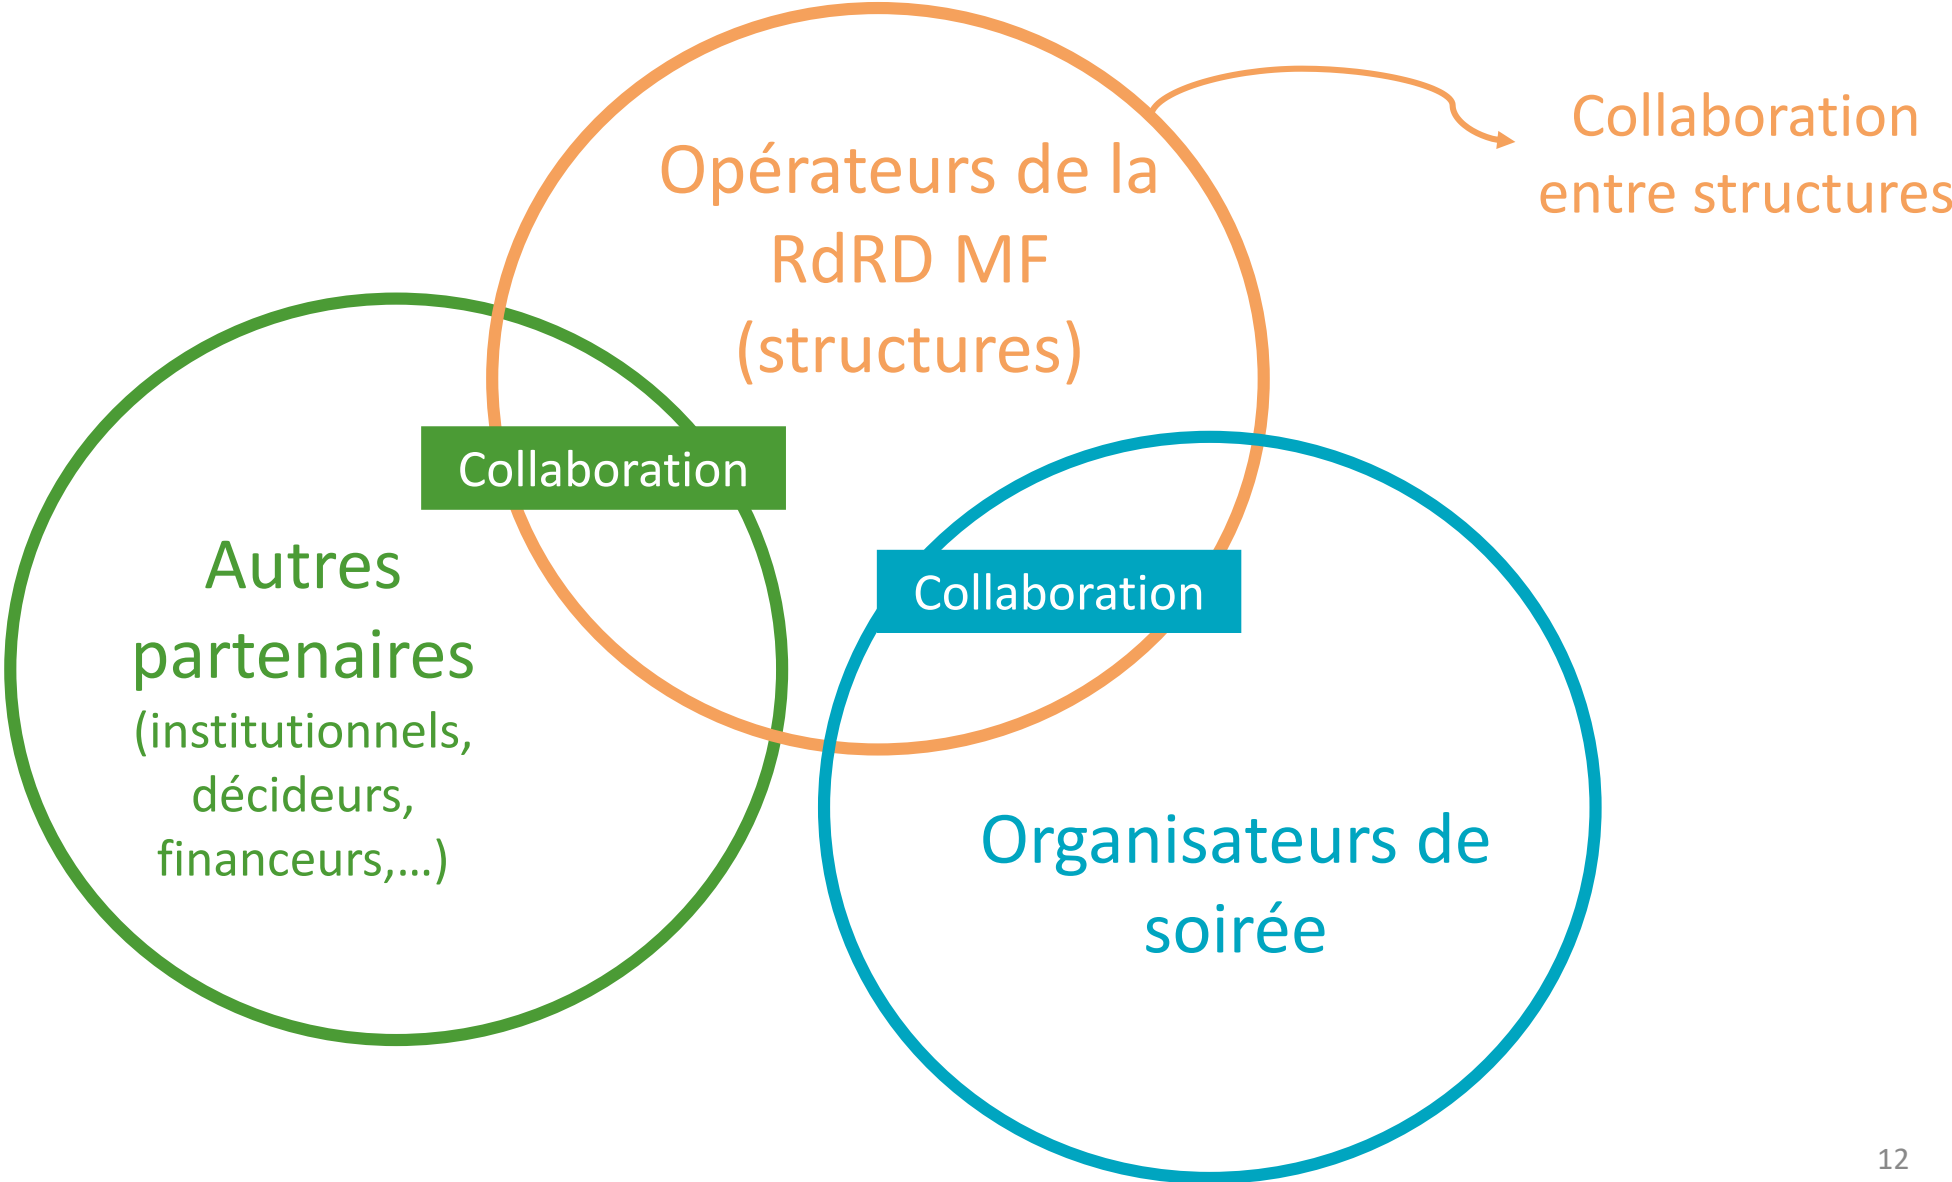 Opérateurs de la
RdRD MF
(structures)
Collaboration
entre structures
Collaboration
Collaboration
Autres
partenaires
(institutionnels,
décideurs,
financeurs,...)
Organisateurs de
soirée
12